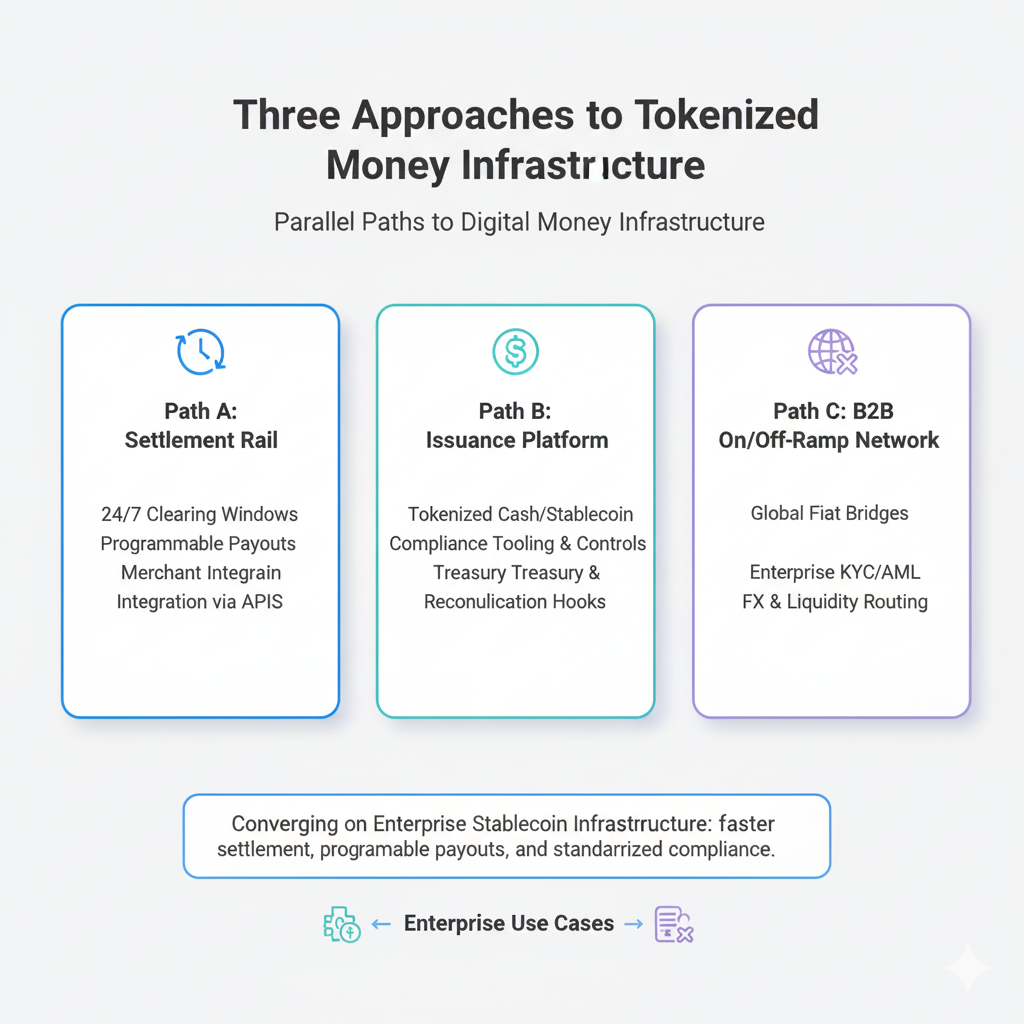 Three Approaches to Tokenized
Money Infrastructure
Parallel Paths to Digital Money Infrastructure
Path A:
Settlement Rail
24/7 Clearing Windows
Programmable Payouts
Merchant Integrain
Integration via APIS
Path B:
Issuance Platform
Tokenized Cash/Stablecoin
Compliance Tooling & Controls
Treasury Treasury &
Reconulication Hooks
Path C: B2B
On/Off-Ramp Network
Global Fiat Bridges
Enterprise KYC/AML
FX & Liquidity Routing
Converging on Enterprise Stablecoin Infrastrructure: faster
settlement, programable payouts, and standarrized compliance.
← Enterprise Use Cases →